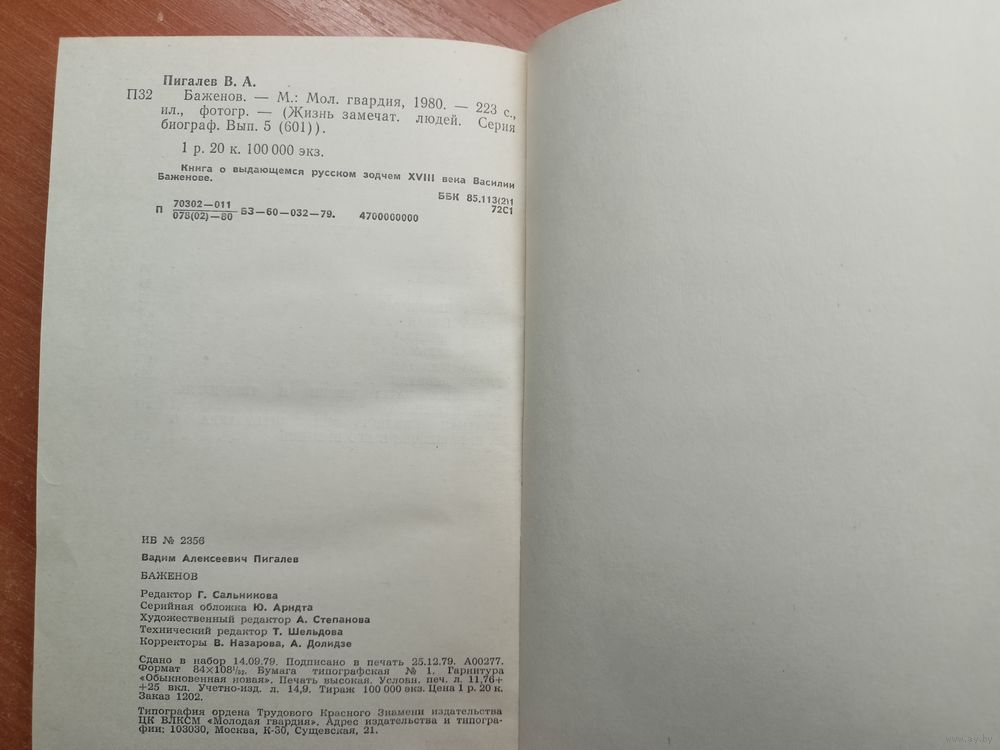 Пигалев В. А.
П32 Баженов. — М.: Мол. гвардия, 1980. — 223 с.,
ил., фотогр. — (Жизнь замечат. людей. Серия
биограф. Вып. 5 (601)).
1 р. 20 к. 100 000 экз.
Книга о выдающемся русском зодчем XVIII века Василии
Баженове.
ББК 85.113(2)1
72С1
П 70302—011
078(02)—80 БЗ—60—032—79. 4700000000
ИБ № 2356
Вадим Алексеевич Пигалев
БАЖЕНОВ
Редактор Г. Сальникова
Серийная обложка Ю. Арндта
Художественный редактор А. Степанова
Технический редактор Т. Шельдова
Корректоры В. Назарова, А. Долидзе
Сдано в набор 14.09.79. Подписано в печать 25.12.79. А00277.
Формат 84×108¹/₃₂. Бумага типографская № 1. Гарнитура
«Обыкновенная новая». Печать высокая. Условн. печ. л. 11,76+
+25 вкл. Учетно-изд. л. 14,9. Тираж 100 000 экз. Цена 1 р. 20 к.
Заказ 1202.
Типография ордена Трудового Красного Знамени издательства
ЦК ВЛКСМ «Молодая гвардия». Адрес издательства и типогра-
фии: 103030, Москва, К-30, Сущевская, 21.
www.ay.by